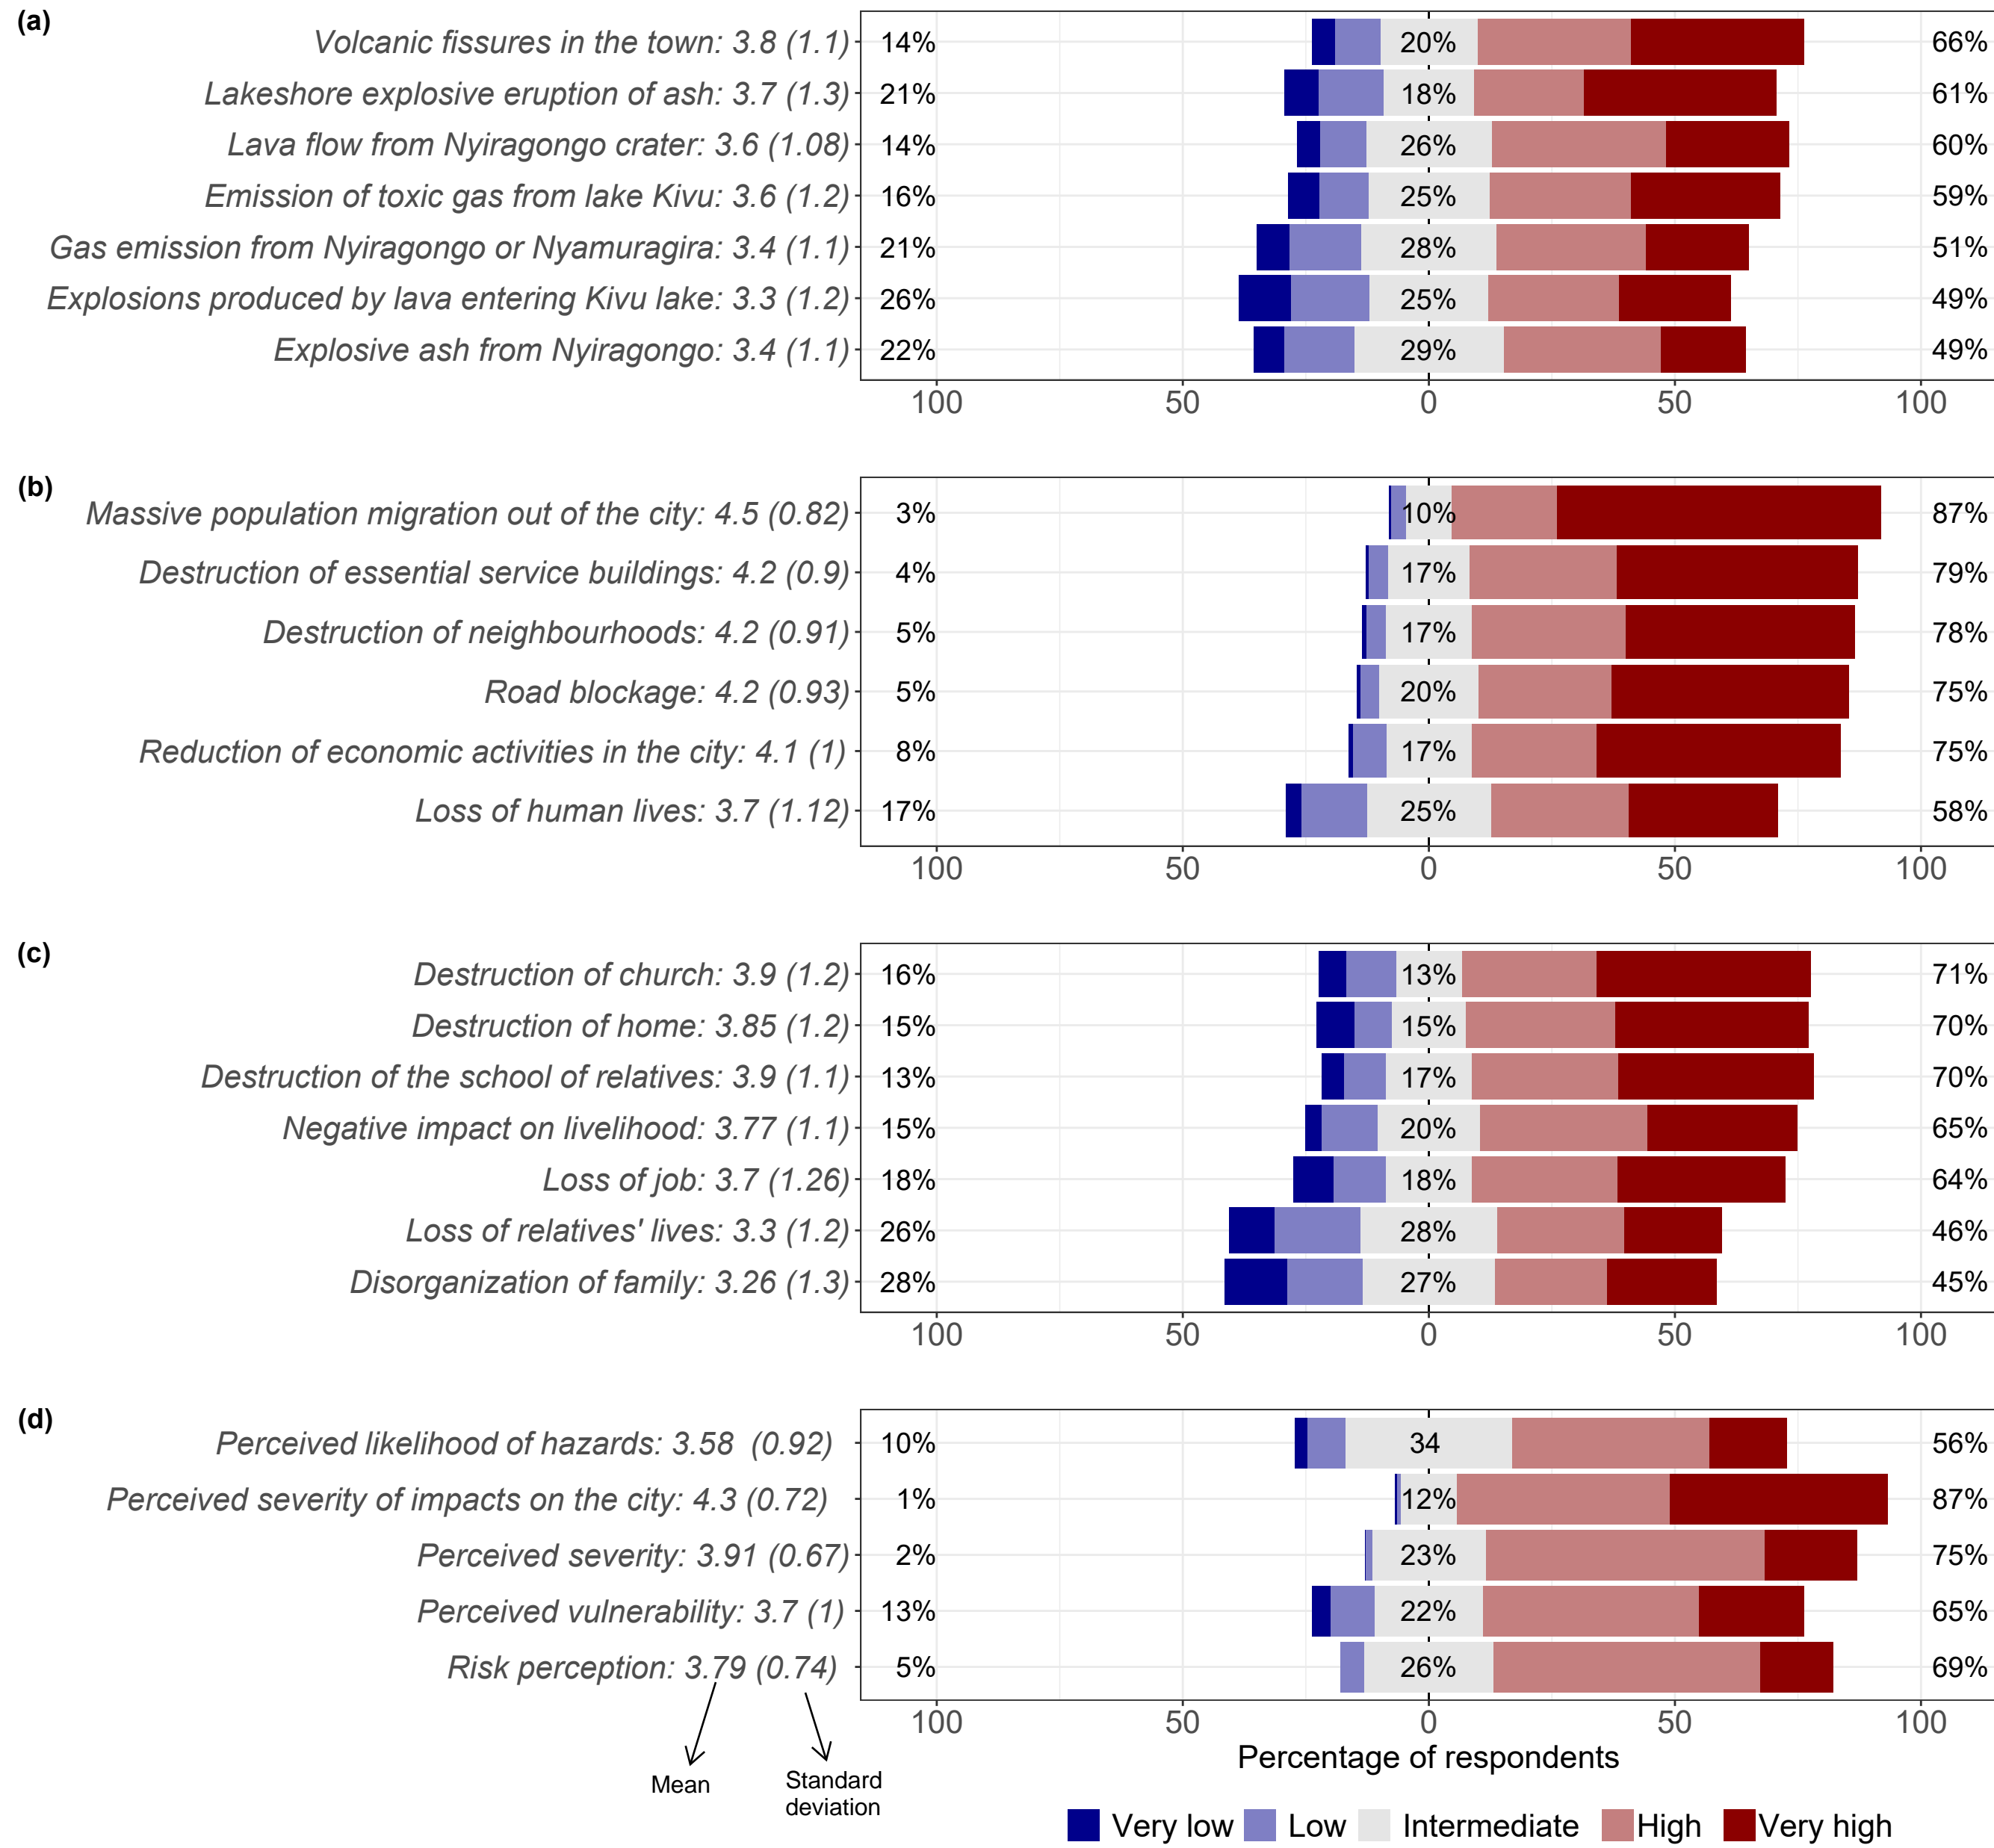 (a)
Volcanic fissures in the town: 3.8 (1.1) 14% 20% 66%
Lakeshore explosive eruption of ash: 3.7 (1.3) 21% 18% 61%
Lava flow from Nyiragongo crater: 3.6 (1.08) 14% 26% 60%
Emission of toxic gas from lake Kivu: 3.6 (1.2) 16% 25% 59%
Gas emission from Nyiragongo or Nyamuragira: 3.4 (1.1) 21% 28% 51%
Explosions produced by lava entering Kivu lake: 3.3 (1.2) 26% 25% 49%
Explosive ash from Nyiragongo: 3.4 (1.1) 22% 29% 49%
100 50 0 50 100
(b)
Massive population migration out of the city: 4.5 (0.82) 3% 10% 87%
Destruction of essential service buildings: 4.2 (0.9) 4% 17% 79%
Destruction of neighbourhoods: 4.2 (0.91) 5% 17% 78%
Road blockage: 4.2 (0.93) 5% 20% 75%
Reduction of economic activities in the city: 4.1 (1) 8% 17% 75%
Loss of human lives: 3.7 (1.12) 17% 25% 58%
100 50 0 50 100
(c)
Destruction of church: 3.9 (1.2) 16% 13% 71%
Destruction of home: 3.85 (1.2) 15% 15% 70%
Destruction of the school of relatives: 3.9 (1.1) 13% 17% 70%
Negative impact on livelihood: 3.77 (1.1) 15% 20% 65%
Loss of job: 3.7 (1.26) 18% 18% 64%
Loss of relatives' lives: 3.3 (1.2) 26% 28% 46%
Disorganization of family: 3.26 (1.3) 28% 27% 45%
100 50 0 50 100
(d)
Perceived likelihood of hazards: 3.58 (0.92) 10% 34 56%
Perceived severity of impacts on the city: 4.3 (0.72) 1% 12% 87%
Perceived severity: 3.91 (0.67) 2% 23% 75%
Perceived vulnerability: 3.7 (1) 13% 22% 65%
Risk perception: 3.79 (0.74) 5% 26% 69%
100 50 0 50 100
Percentage of respondents
Mean
Standard
deviation
Very low Low Intermediate High Very high